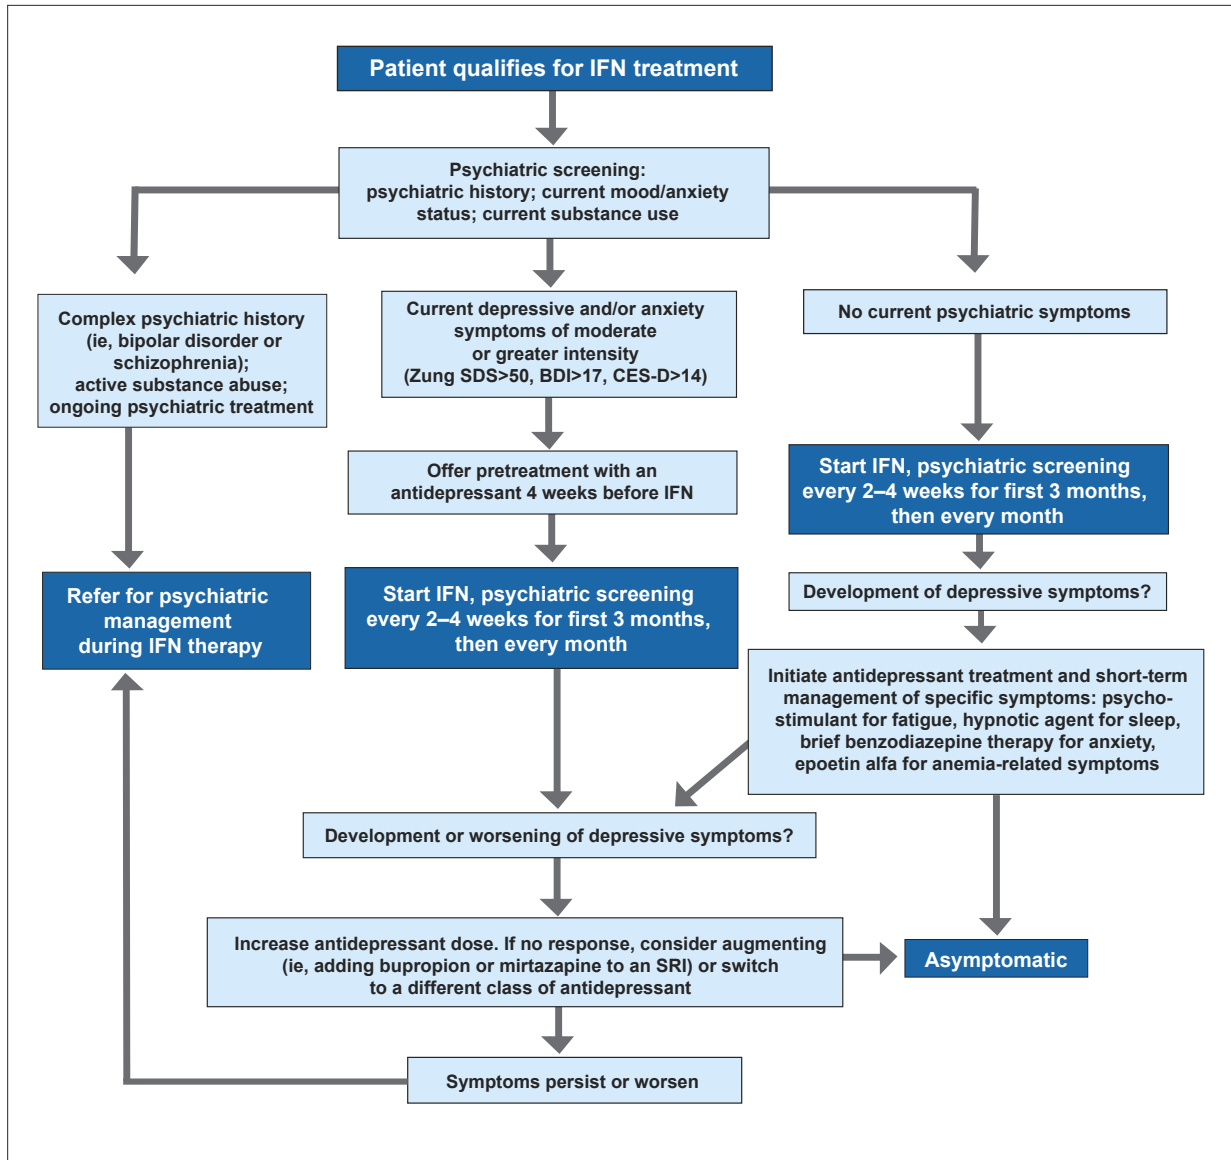 Patient qualifies for IFN treatment
Psychiatric screening:
psychiatric history; current mood/anxiety
status; current substance use
Complex psychiatric history
(ie, bipolar disorder or
schizophrenia);
active substance abuse;
ongoing psychiatric treatment
Current depressive and/or anxiety
symptoms of moderate
or greater intensity
(Zung SDS>50, BDI>17, CES-D>14)
No current psychiatric symptoms
Offer pretreatment with an
antidepressant 4 weeks before IFN
Start IFN, psychiatric screening
every 2–4 weeks for first 3 months,
then every month
Refer for psychiatric
management
during IFN therapy
Start IFN, psychiatric screening
every 2–4 weeks for first 3 months,
then every month
Development of depressive symptoms?
Initiate antidepressant treatment and short-term
management of specific symptoms: psycho-
stimulant for fatigue, hypnotic agent for sleep,
brief benzodiazepine therapy for anxiety,
epoetin alfa for anemia-related symptoms
Development or worsening of depressive symptoms?
Increase antidepressant dose. If no response, consider augmenting
(ie, adding bupropion or mirtazapine to an SRI) or switch
to a different class of antidepressant
Asymptomatic
Symptoms persist or worsen